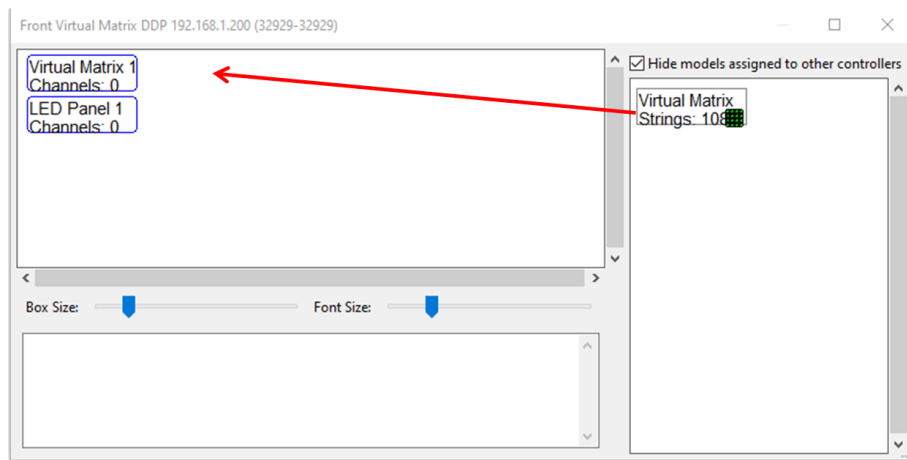 Front Virtual Matrix DDP 192.168.1.200 (32929-32929)
Virtual Matrix 1
Channels: 0
LED Panel 1
Channels: 0
Hide models assigned to other controllers
Virtual Matrix
Strings: 108
Box Size:
Font Size: